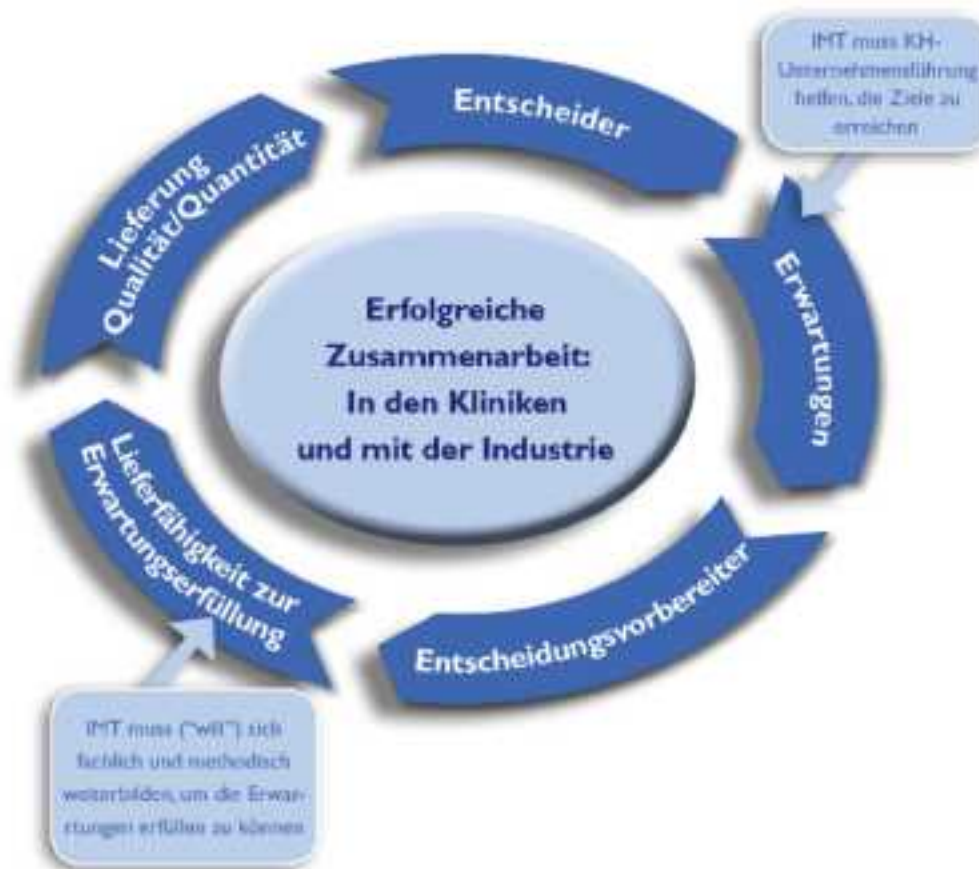 Entscheider
IMT muss KH-
Unternehmensführung
helfen, die Ziele zu
erreichen
Erwartungen
Entscheidungsvorbereiter
Lieferfähigkeit zur
Erwartungserfüllung
IMT muss ("will") sich
fachlich und methodisch
weiterbilden, um die Erwar-
rtungen erfüllen zu können
Lieferung
Qualität/Quantität
Erfolgreiche
Zusammenarbeit:
In den Kliniken
und mit der Industrie